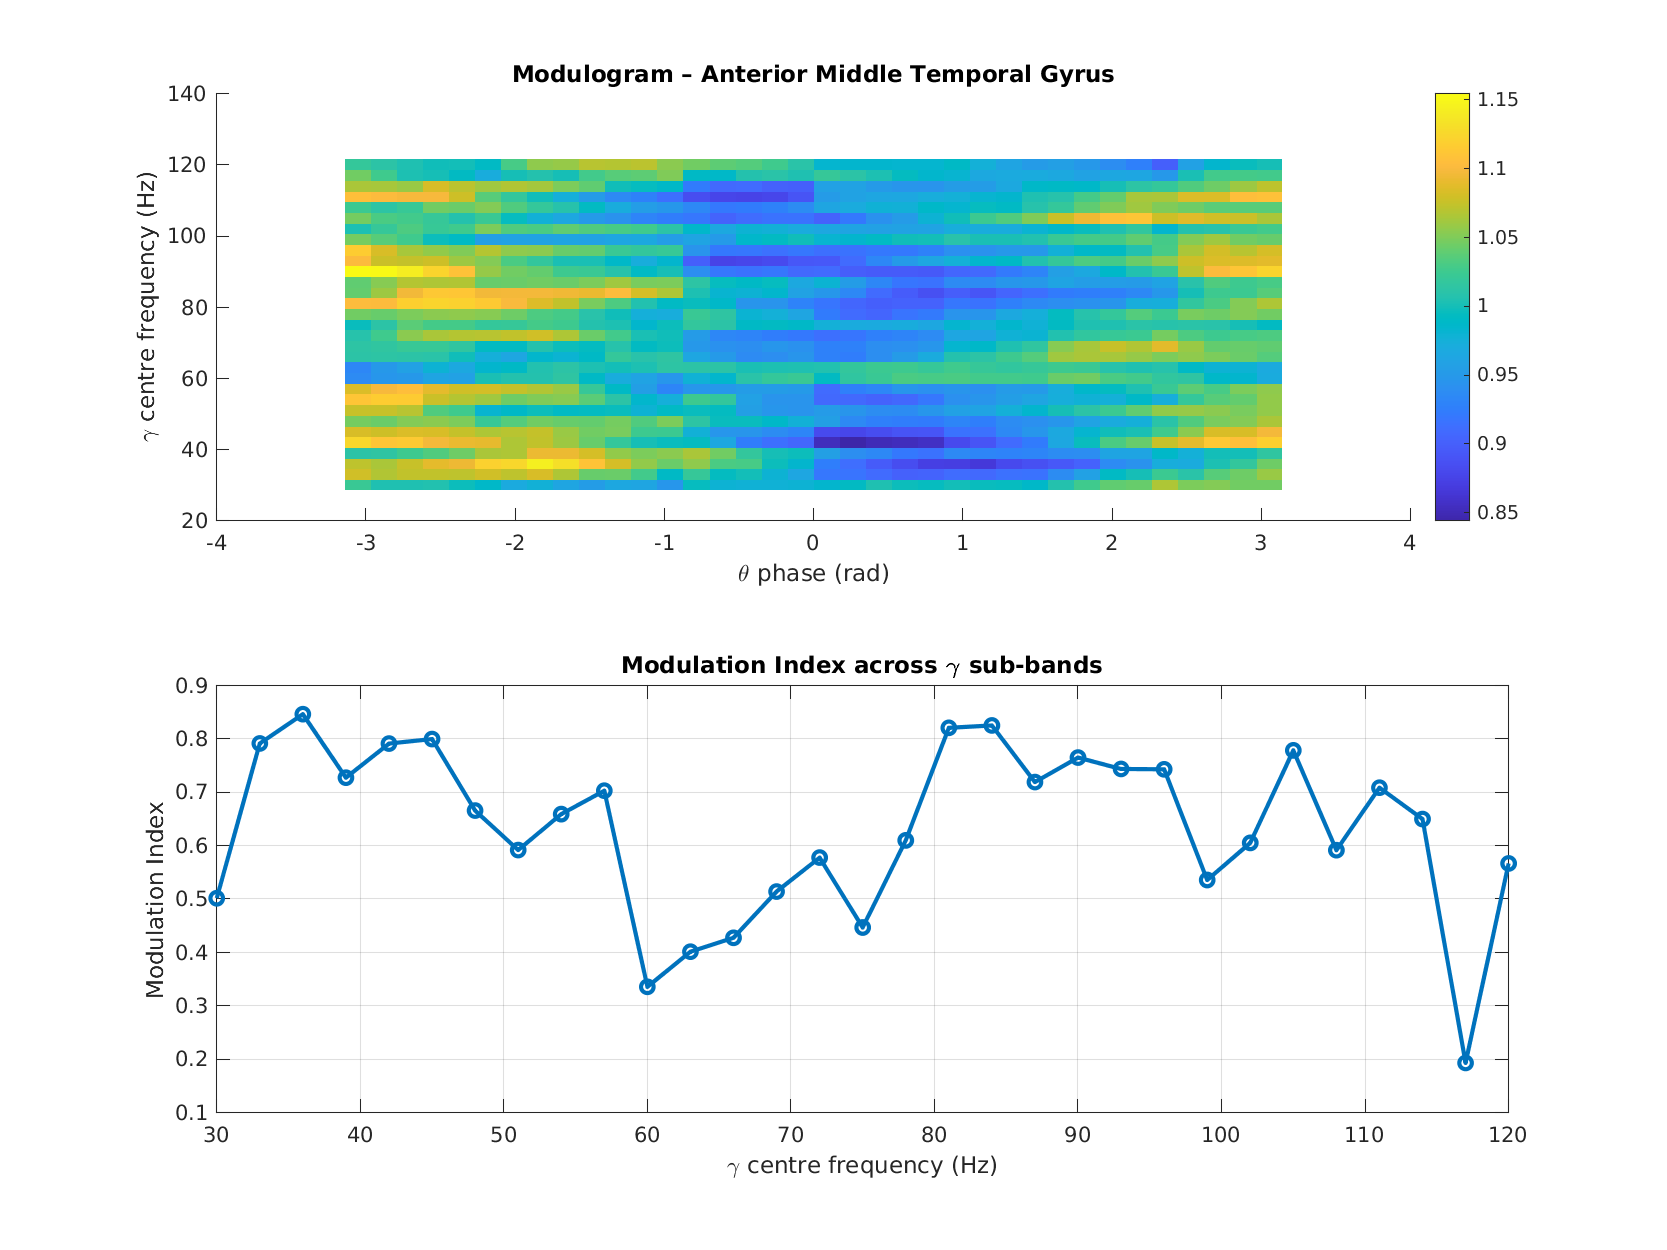 Modulogram – Anterior Middle Temporal Gyrus
140
120
100
80
60
40
20
γ centre frequency (Hz)
-4 -3 -2 -1 0 1 2 3 4
θ phase (rad)
1.15
1.1
1.05
1
0.95
0.9
0.85
Modulation Index across γ sub-bands
0.9
0.8
0.7
0.6
0.5
0.4
0.3
0.2
0.1
Modulation Index
30 40 50 60 70 80 90 100 110 120
γ centre frequency (Hz)